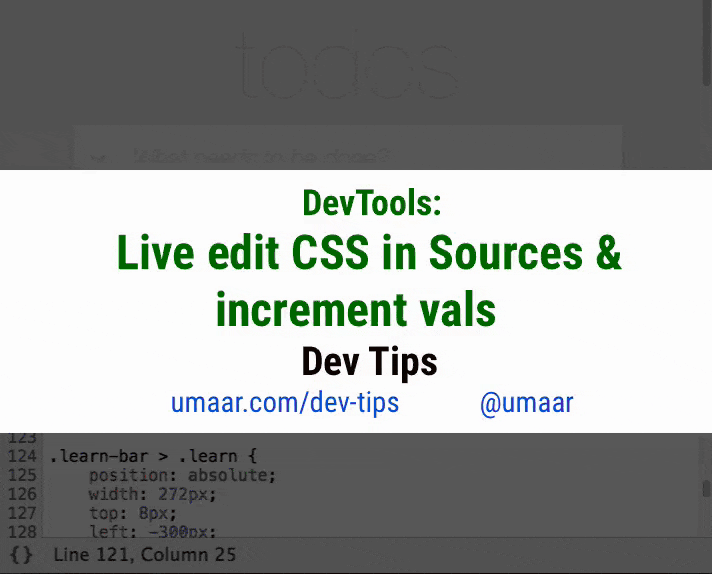 todos
What needs to be done?
DevTools:
Live edit CSS in Sources &
increment vals
Dev Tips
umaar.com/dev-tips @umaar
123
124 .learn-bar > .learn {
125 position: absolute;
126 width: 272px;
127 top: 8px;
128 left: -300px;
{} Line 121, Column 25